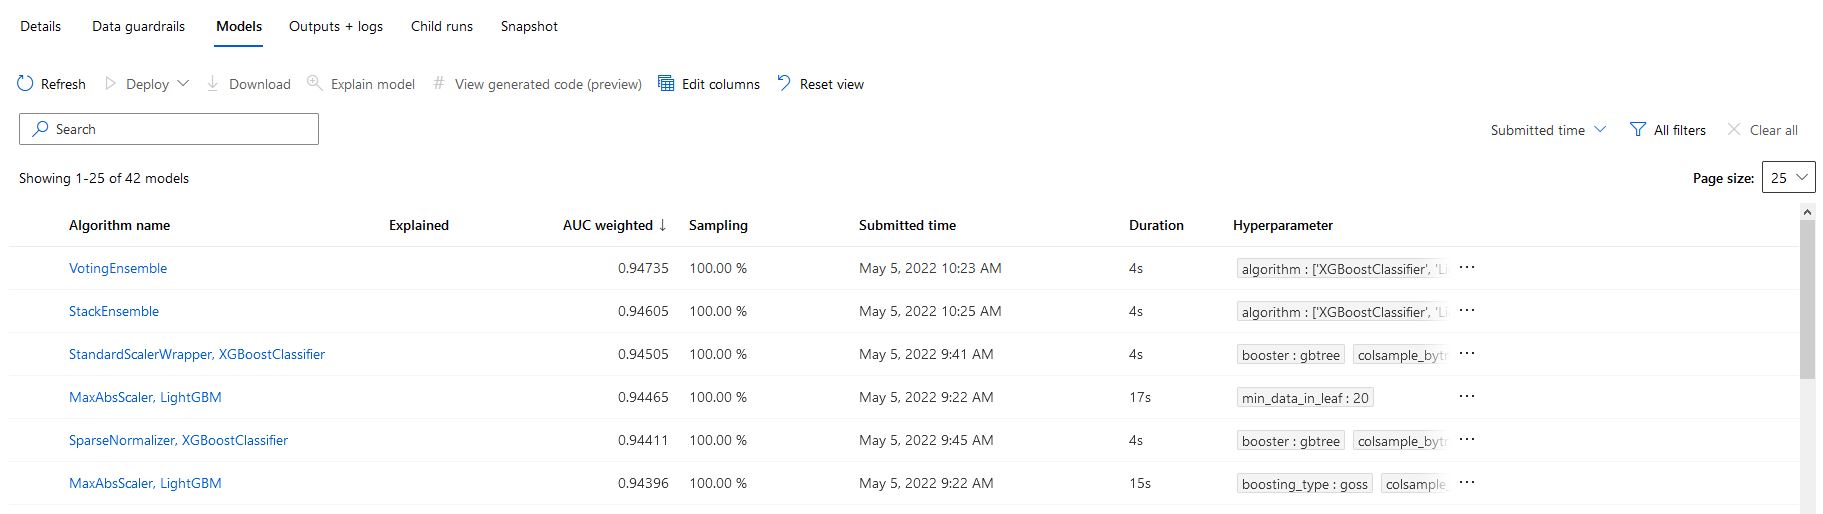 Details Data guardrails Models Outputs + logs Child runs Snapshot
Refresh Deploy Download Explain model # View generated code (preview) Edit columns Reset view
Search
Submitted time All filters Clear all
Showing 1-25 of 42 models
Page size: 25
Algorithm name Explained AUC weighted ↓ Sampling Submitted time Duration Hyperparameter
VotingEnsemble 0.94735 100.00 % May 5, 2022 10:23 AM 4s algorithm : ['XGBoostClassifier', 'Li ...
StackEnsemble 0.94605 100.00 % May 5, 2022 10:25 AM 4s algorithm : ['XGBoostClassifier', 'Li ...
StandardScalerWrapper, XGBoostClassifier 0.94505 100.00 % May 5, 2022 9:41 AM 4s booster : gbtree colsample_bytr ...
MaxAbsScaler, LightGBM 0.94465 100.00 % May 5, 2022 9:22 AM 17s min_data_in_leaf : 20 ...
SparseNormalizer, XGBoostClassifier 0.94411 100.00 % May 5, 2022 9:45 AM 4s booster : gbtree colsample_bytr ...
MaxAbsScaler, LightGBM 0.94396 100.00 % May 5, 2022 9:22 AM 15s boosting_type : goss colsample_ ...